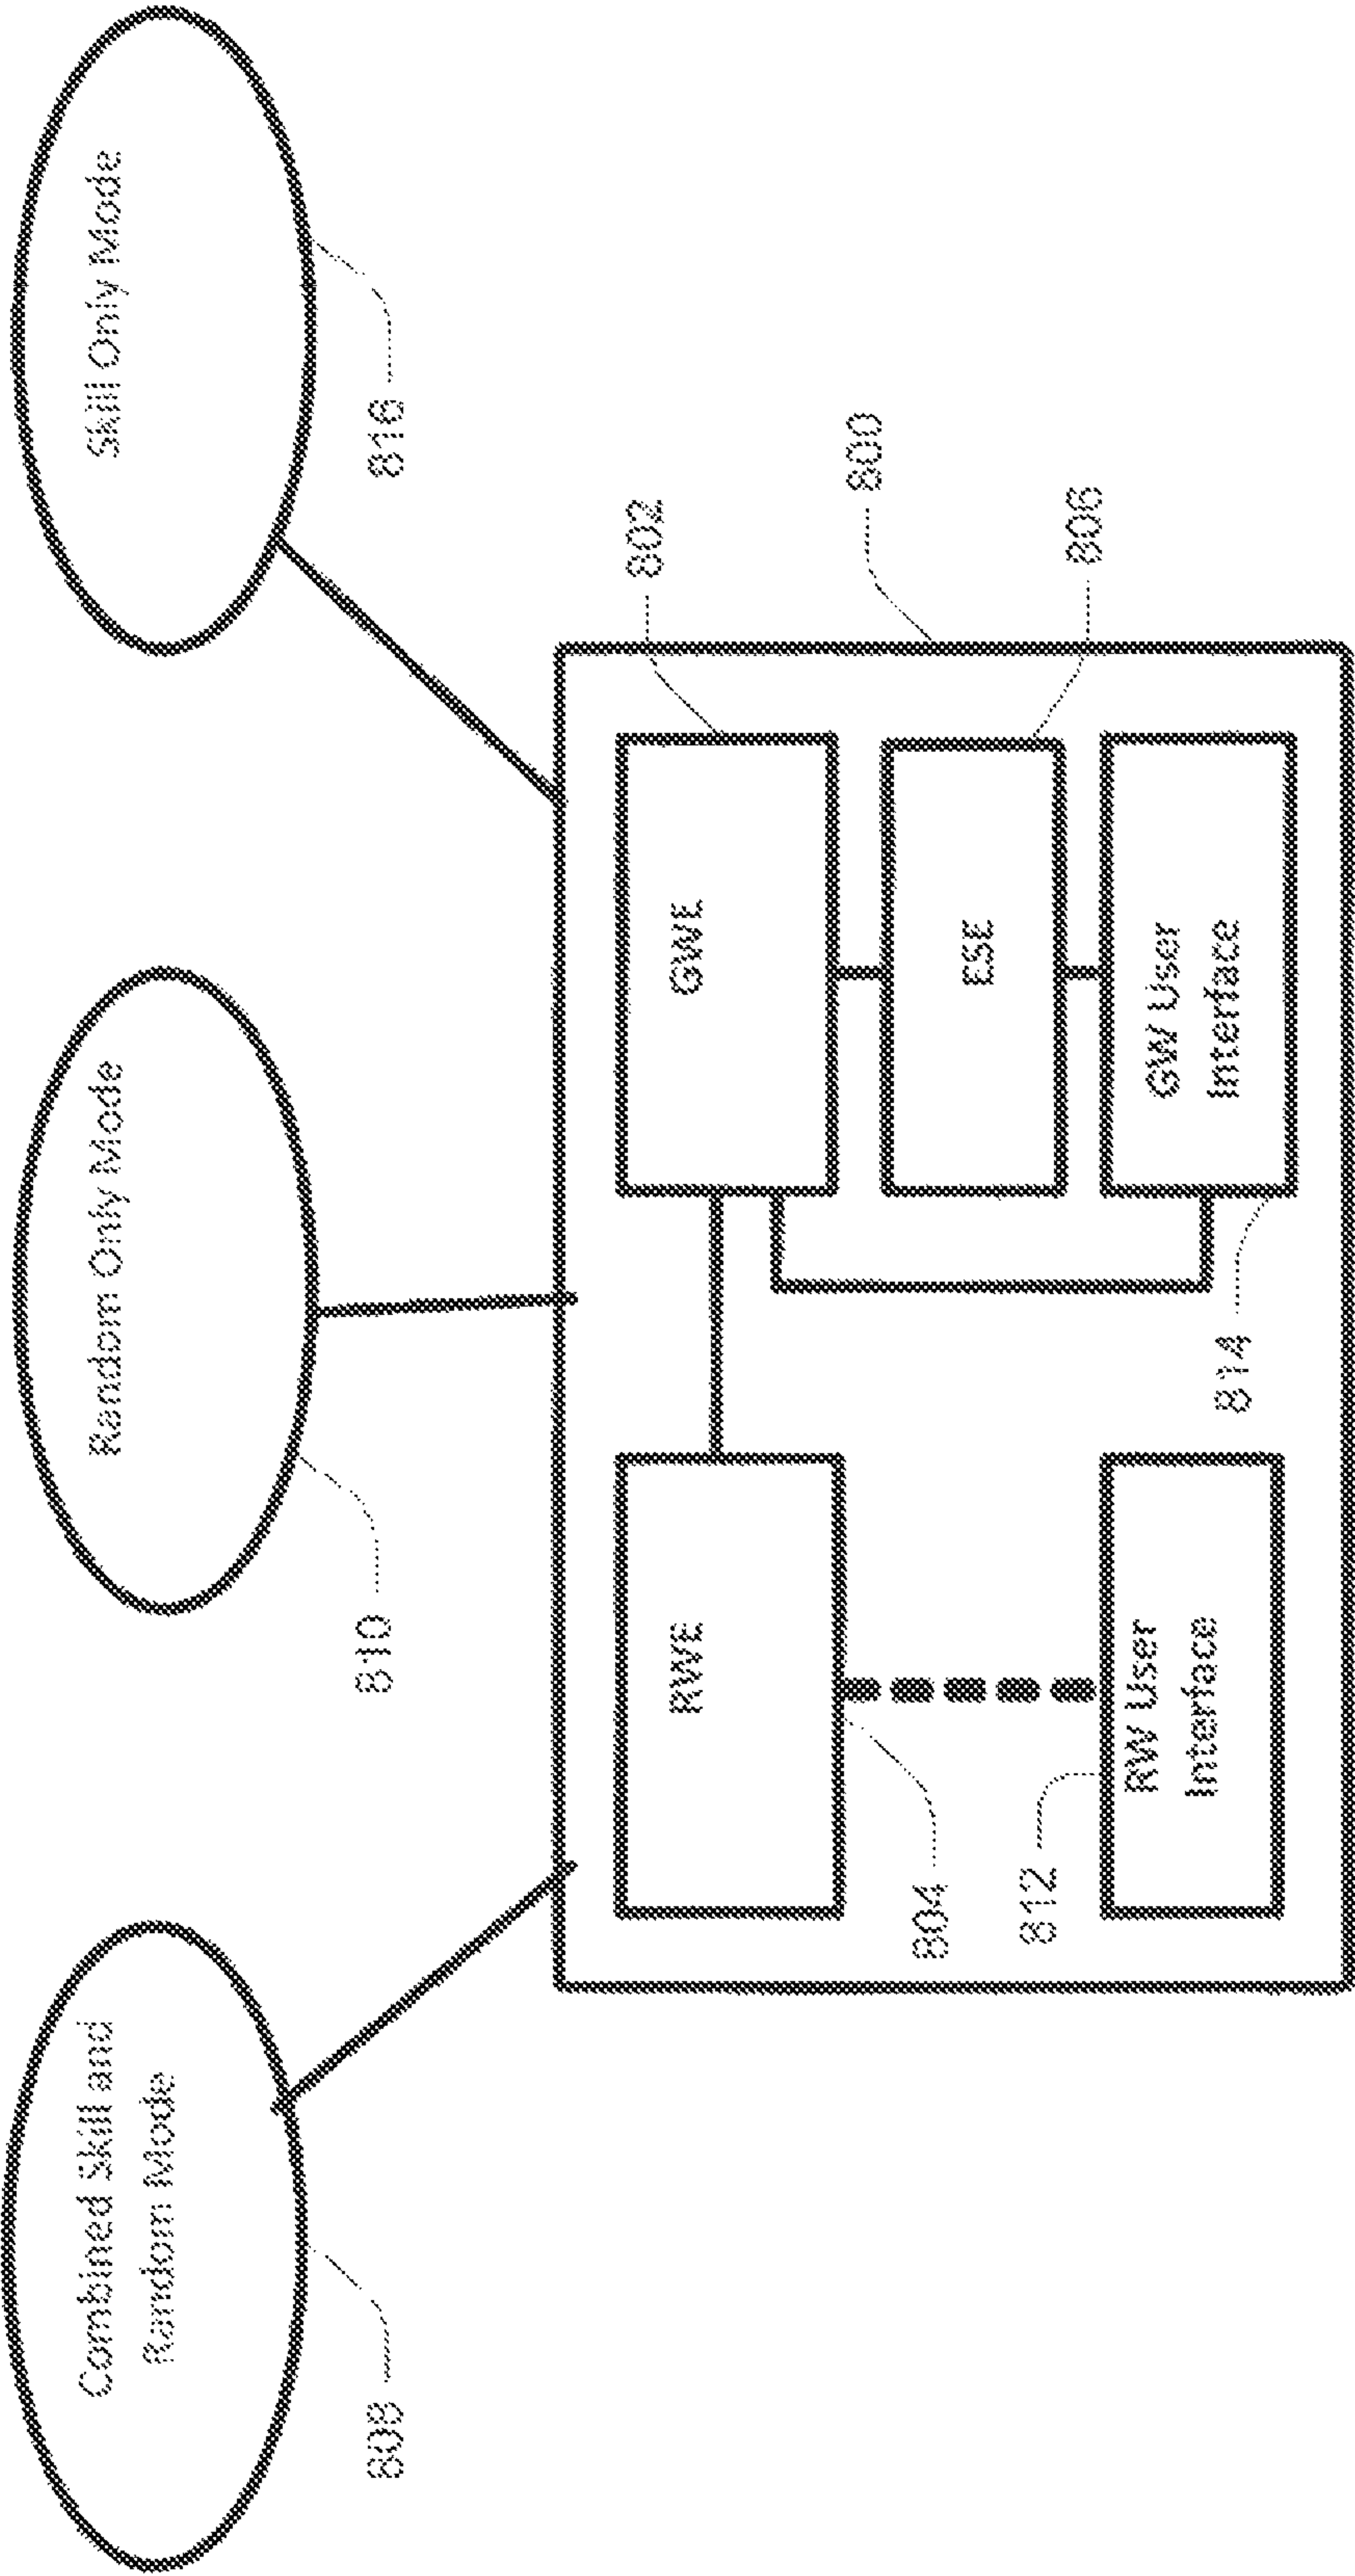 Combined Skill and
Random Mode
808
Random Only Mode
810
Skill Only Mode
816
800
RWE
804
GWE
802
ESE
806
RW User
Interface
812
GW User
Interface
814